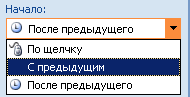 Начало:
После предыдущего
По щелчку
С предыдущим
После предыдущего